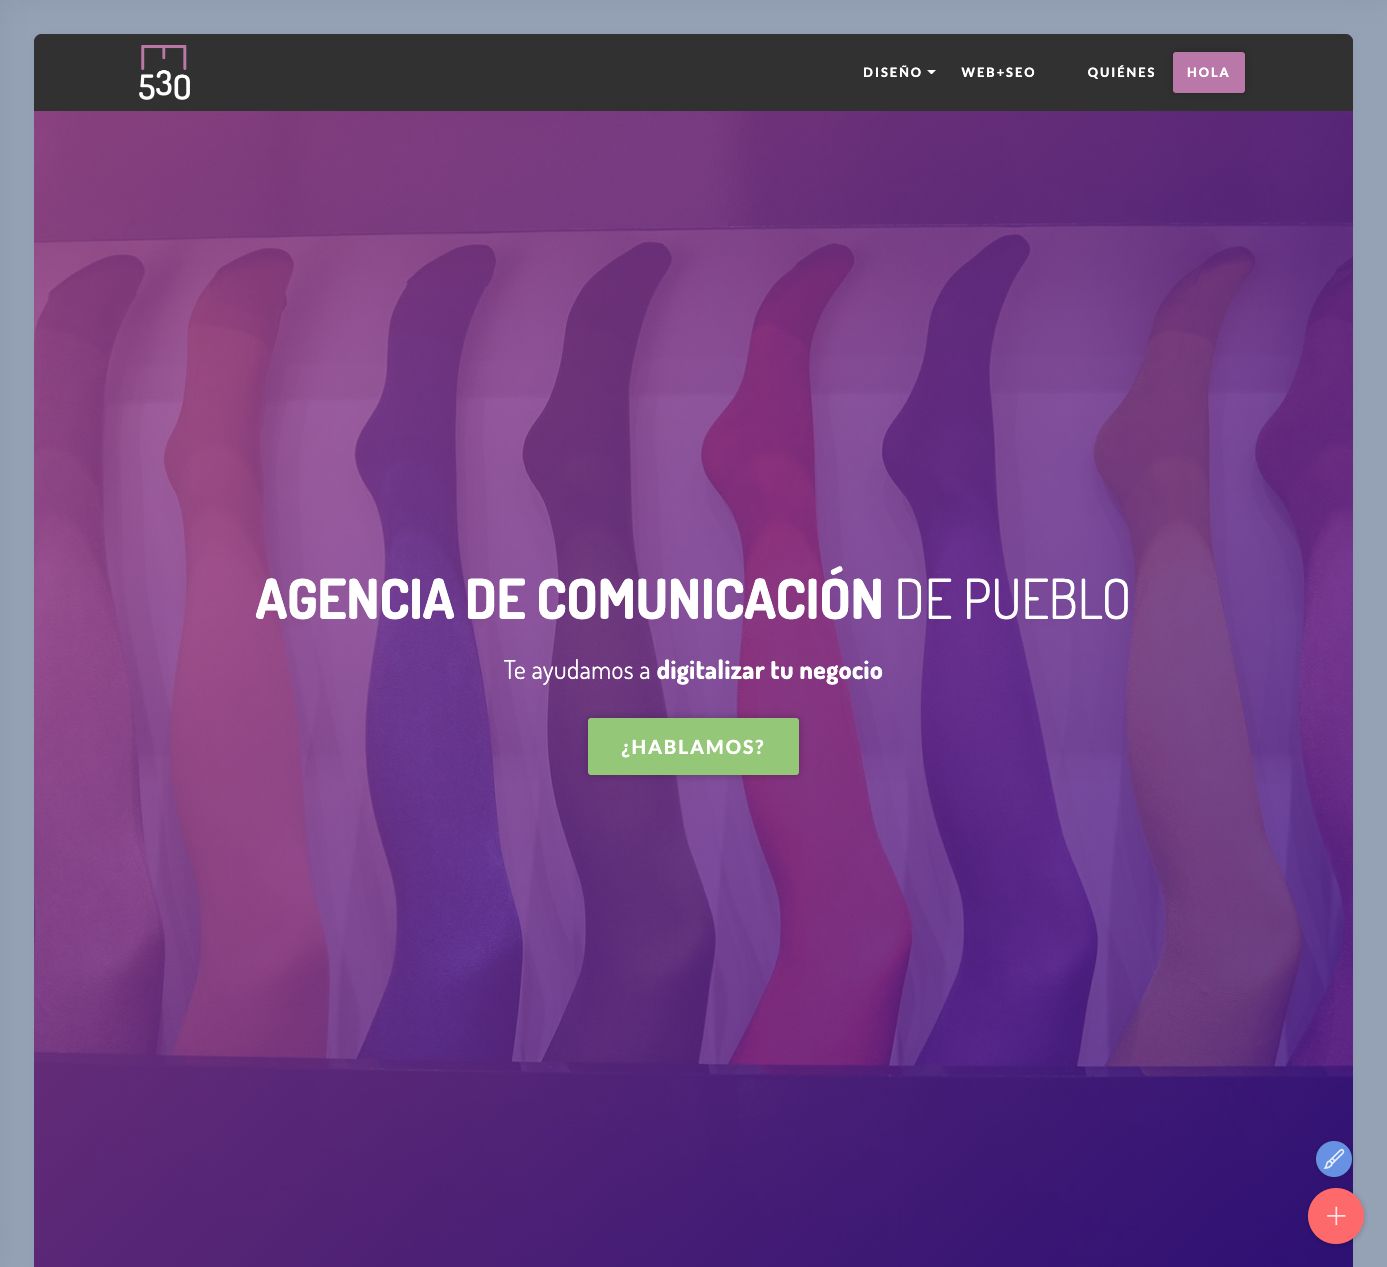 530
DISEÑO WEB+SEO QUIÉNES HOLA
AGENCIA DE COMUNICACIÓN DE PUEBLO
Te ayudamos a digitalizar tu negocio
¿HABLAMOS?